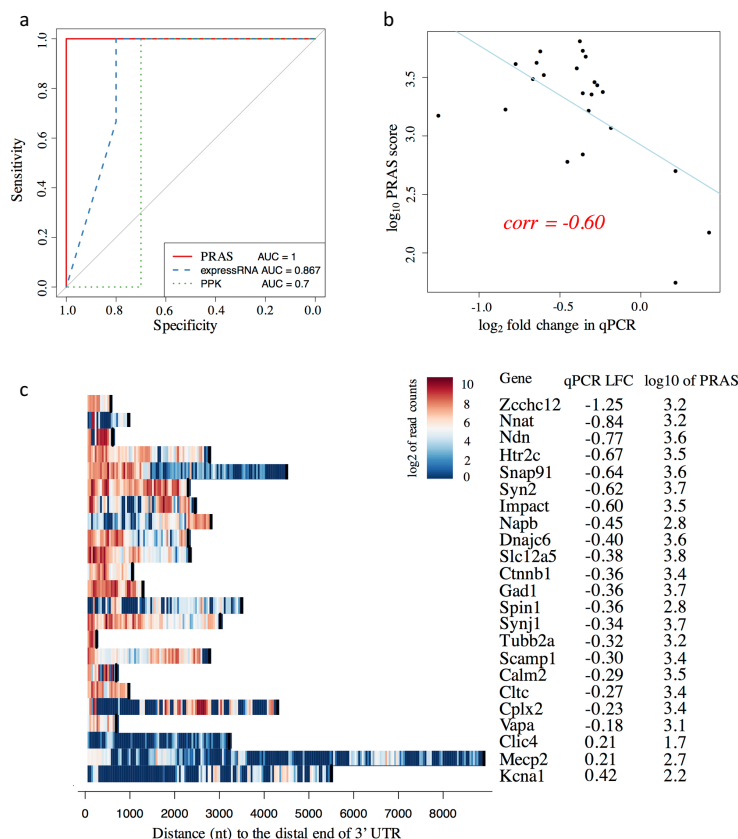 a
Sensitivity
1.0
0.8
0.6
0.4
0.2
0.0
PRAS AUC = 1
expressRNA AUC = 0.867
PPK AUC = 0.7
1.0 0.8 0.6 0.4 0.2 0.0
Specificity
b
log10 PRAS score
3.5
3.0
2.5
2.0
corr = -0.60
-1.0 -0.5 0.0
log2 fold change in qPCR
c
log2 of read counts
10
8
6
4
2
0
Gene qPCR LFC log10 of PRAS
Zcchc12 -1.25 3.2
Nnat -0.84 3.2
Ndn -0.77 3.6
Htr2c -0.67 3.5
Snap91 -0.64 3.6
Syn2 -0.62 3.7
Impact -0.60 3.5
Napb -0.45 2.8
Dnajc6 -0.40 3.6
Slc12a5 -0.38 3.8
Ctnnb1 -0.36 3.4
Gad1 -0.36 3.7
Spin1 -0.36 2.8
Synj1 -0.34 3.7
Tubb2a -0.32 3.2
Scamp1 -0.30 3.4
Calm2 -0.29 3.5
Cltc -0.27 3.4
Cplx2 -0.23 3.4
Vapa -0.18 3.1
Clic4 0.21 1.7
Mecp2 0.21 2.7
Kcna1 0.42 2.2
0 1000 2000 3000 4000 5000 6000 7000 8000
Distance (nt) to the distal end of 3' UTR